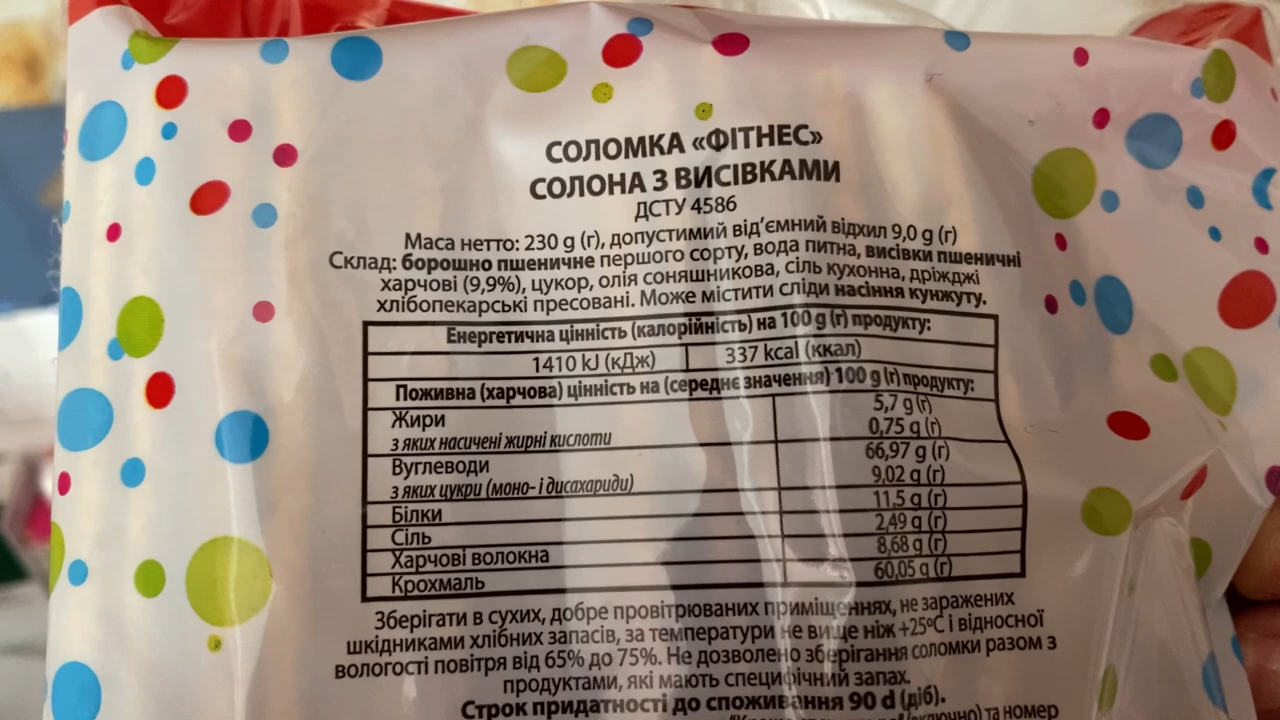 СОЛОМКА «ФІТНЕС»
СОЛОНА З ВИСІВКАМИ
ДСТУ 4586
Маса нетто: 230 g (г), допустимий від’ємний відхил 9,0 g (г)
Склад: борошно пшеничне першого сорту, вода питна, висівки пшеничні
харчові (9,9%), цукор, олія соняшникова, сіль кухонна, дріжджі
хлібопекарські пресовані. Може містити сліди насіння кунжуту.
Енергетична цінність (калорійність) на 100 g (г) продукту:
1410 kJ (кДж) 337 kcal (ккал)
Поживна (харчова) цінність на (середнє значення) 100 g (г) продукту:
Жири 5,7 g (г)
з яких насичені жирні кислоти 0,75 g (г)
Вуглеводи 66,97 g (г)
з яких цукри (моно- і дисахариди) 9,02 g (г)
Білки 11,5 g (г)
Сіль 2,49 g (г)
Харчові волокна 8,68 g (г)
Крохмаль 60,05 g (г)
Зберігати в сухих, добре провітрюваних приміщеннях, не заражених
шкідниками хлібних запасів, за температури не вище ніж +25°С і відносної
вологості повітря від 65% до 75%. Не дозволено зберігання соломки разом з
продуктами, які мають специфічний запах.
Строк придатності до споживання 90 d (діб).
та номер